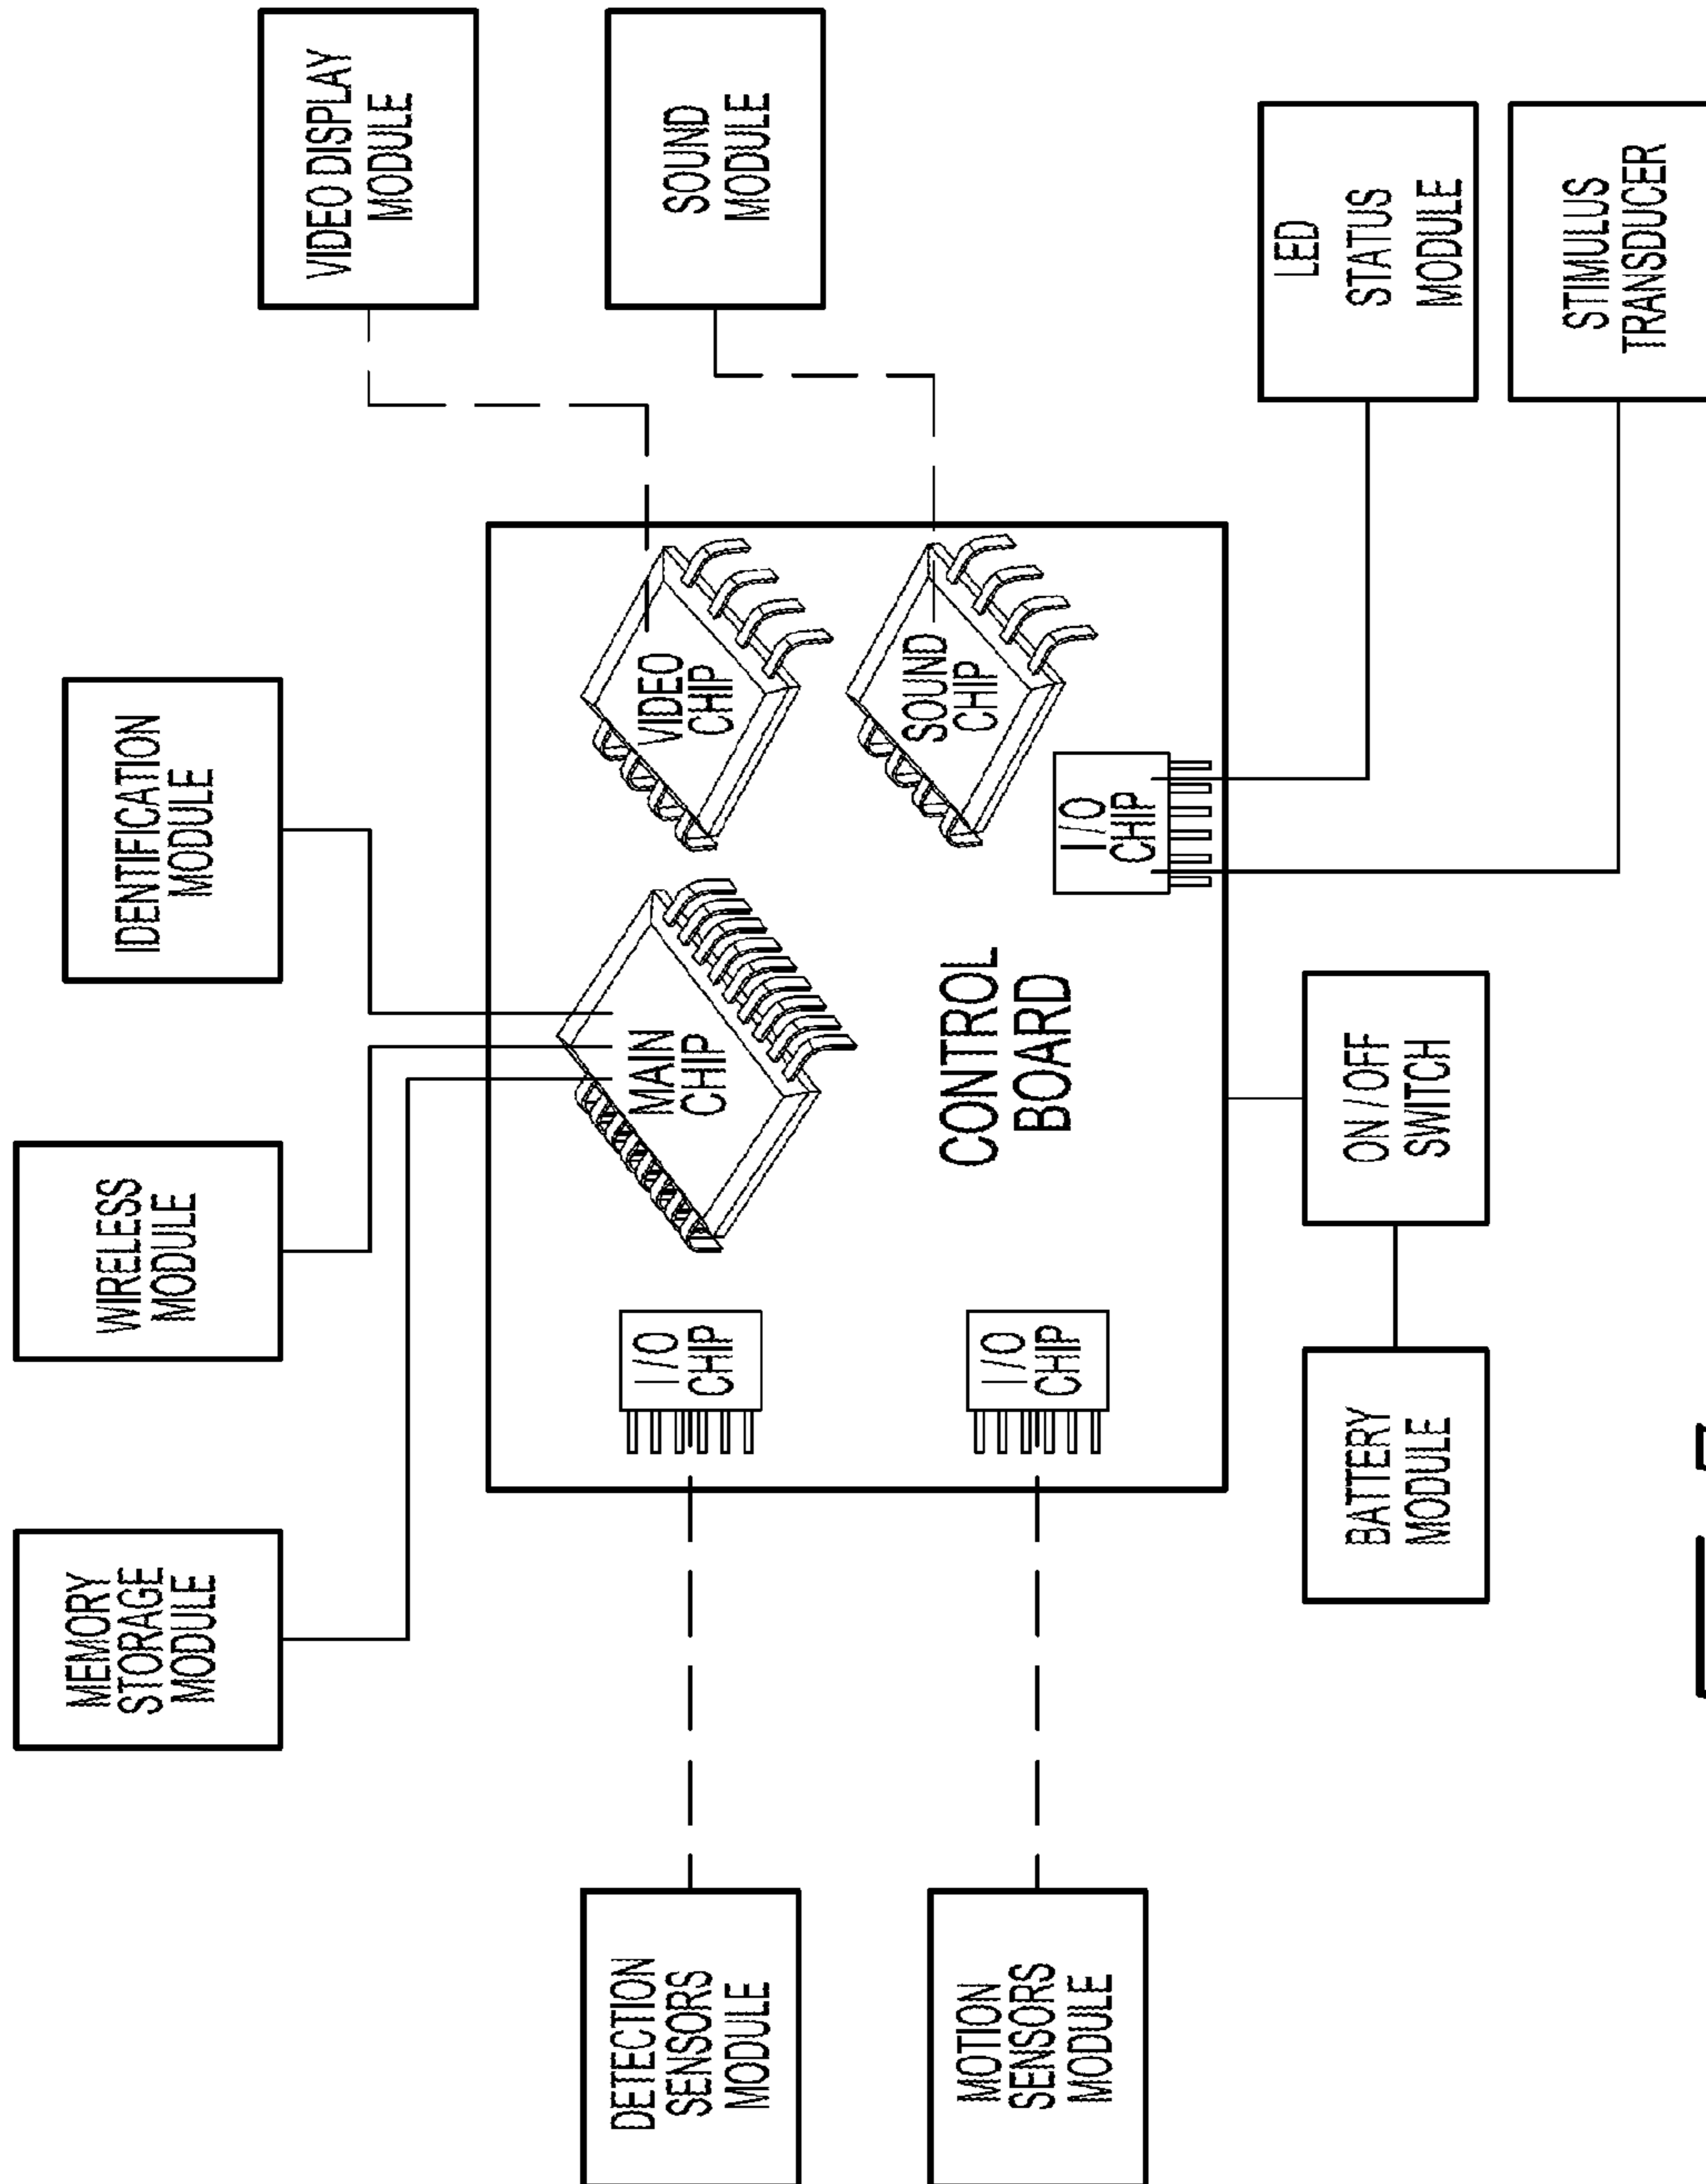 MEMORY
STORAGE
MODULE
WIRELESS
MODULE
IDENTIFICATION
MODULE
VIDEO DISPLAY
MODULE
SOUND
MODULE
DETECTION
SENSORS
MODULE
MOTION
SENSORS
MODULE
I/O
CHIP
I/O
CHIP
MAIN
CHIP
VIDEO
CHIP
SOUND
CHIP
I/O
CHIP
CONTROL
BOARD
BATTERY
MODULE
ON / OFF
SWITCH
LED
STATUS
MODULE
STIMULUS
TRANSDUCER